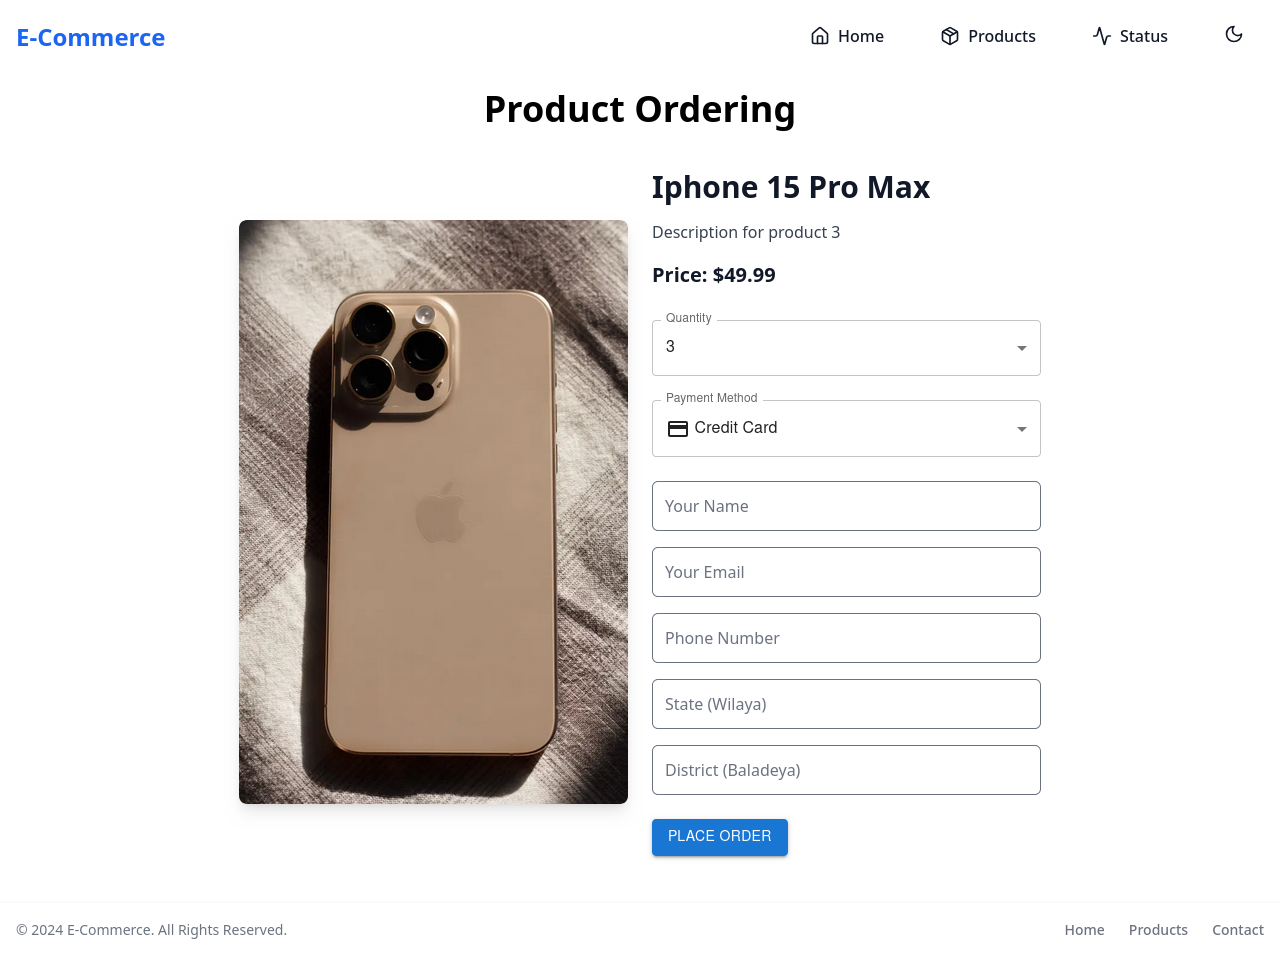 E-Commerce
Home
Products
Status
Product Ordering
Iphone 15 Pro Max
Description for product 3
Price: $49.99
Quantity
3
Payment Method
Credit Card
Your Name
Your Email
Phone Number
State (Wilaya)
District (Baladeya)
PLACE ORDER
© 2024 E-Commerce. All Rights Reserved.
Home
Products
Contact